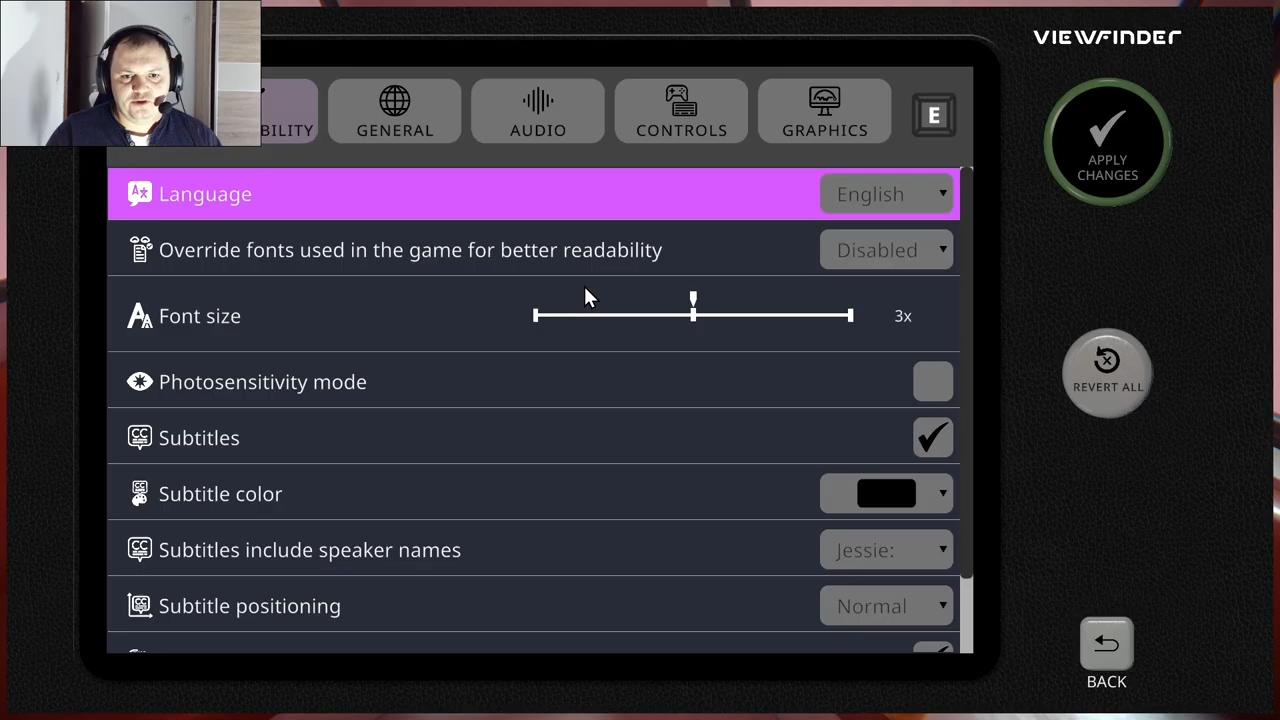 VIEWFINDER
BILITY
GENERAL
AUDIO
CONTROLS
GRAPHICS
E
APPLY
CHANGES
Language
English
Override fonts used in the game for better readability
Disabled
Font size
3x
REVERT ALL
Photosensitivity mode
Subtitles
Subtitle color
Subtitles include speaker names
Jessie:
Subtitle positioning
Normal
BACK